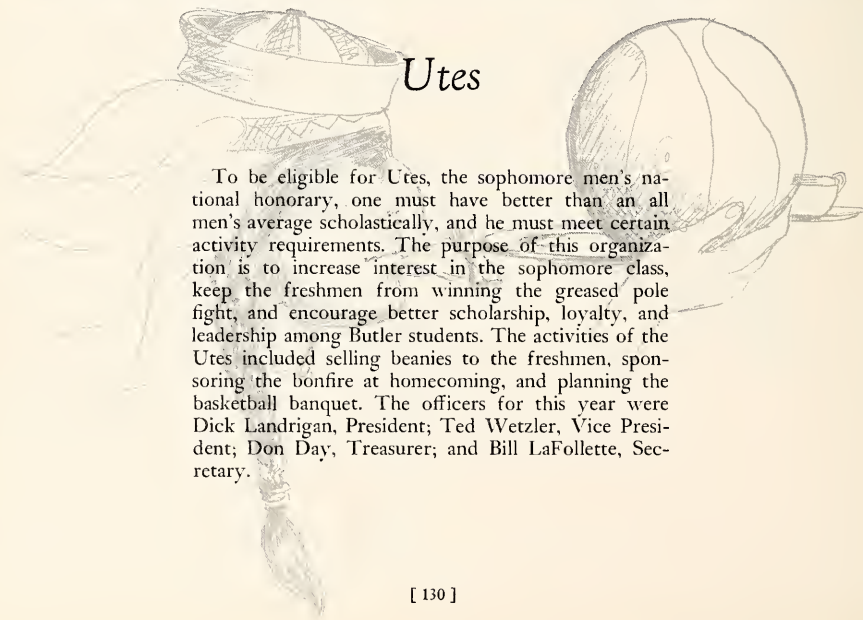 Utes
To be eligible for Utes, the sophomore men's na-
tional honorary, one must have better than an all
men's average scholastically, and he must meet certain
activity requirements. The purpose of this organiza-
tion is to increase interest in the sophomore class,
keep the freshmen from winning the greased pole
fight, and encourage better scholarship, loyalty, and
leadership among Butler students. The activities of the
Utes included selling beanies to the freshmen, spon-
soring the bonfire at homecoming, and planning the
basketball banquet. The officers for this year were
Dick Landrigan, President; Ted Wetzler, Vice Presi-
dent; Don Day, Treasurer; and Bill LaFollette, Sec-
retary.
[ 130 ]